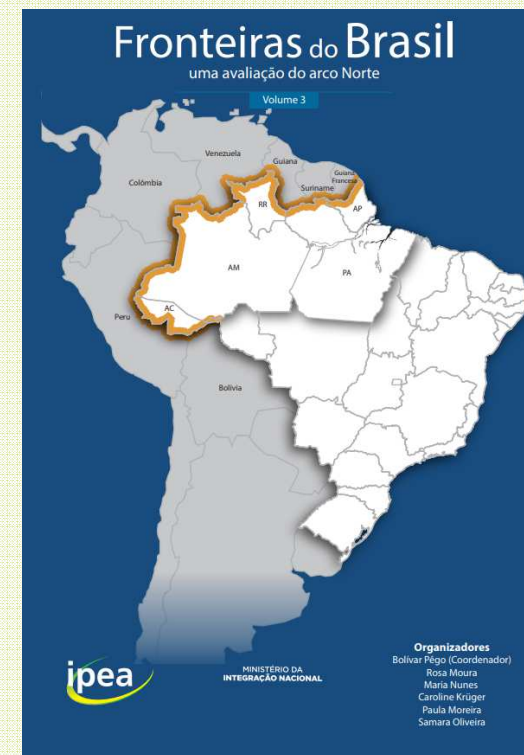 Fronteiras do Brasil
uma avaliação do arco Norte
Volume 3
Venezuela
Guiana
Guiana
Francesa
Suriname
Colômbia
RR
AP
AM
PA
AC
Peru
Bolívia
ipea
MINISTÉRIO DA
INTEGRAÇÃO NACIONAL
Organizadores
Bolívar Pêgo (Coordenador)
Rosa Moura
Maria Nunes
Caroline Krüger
Paula Moreira
Samara Oliveira